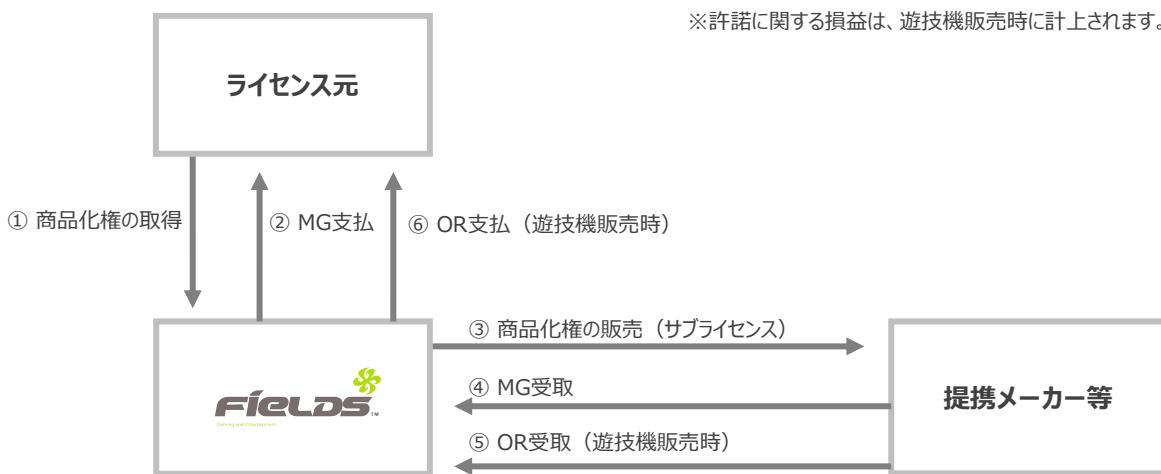 ※許諾に関する損益は、遊技機販売時に計上されます。
ライセンス元
① 商品化権の取得
② MG支払
⑥ OR支払（遊技機販売時）
③ 商品化権の販売（サブライセンス）
④ MG受取
⑤ OR受取（遊技機販売時）
FIELDS™
Gaming and Entertainment
提携メーカー等